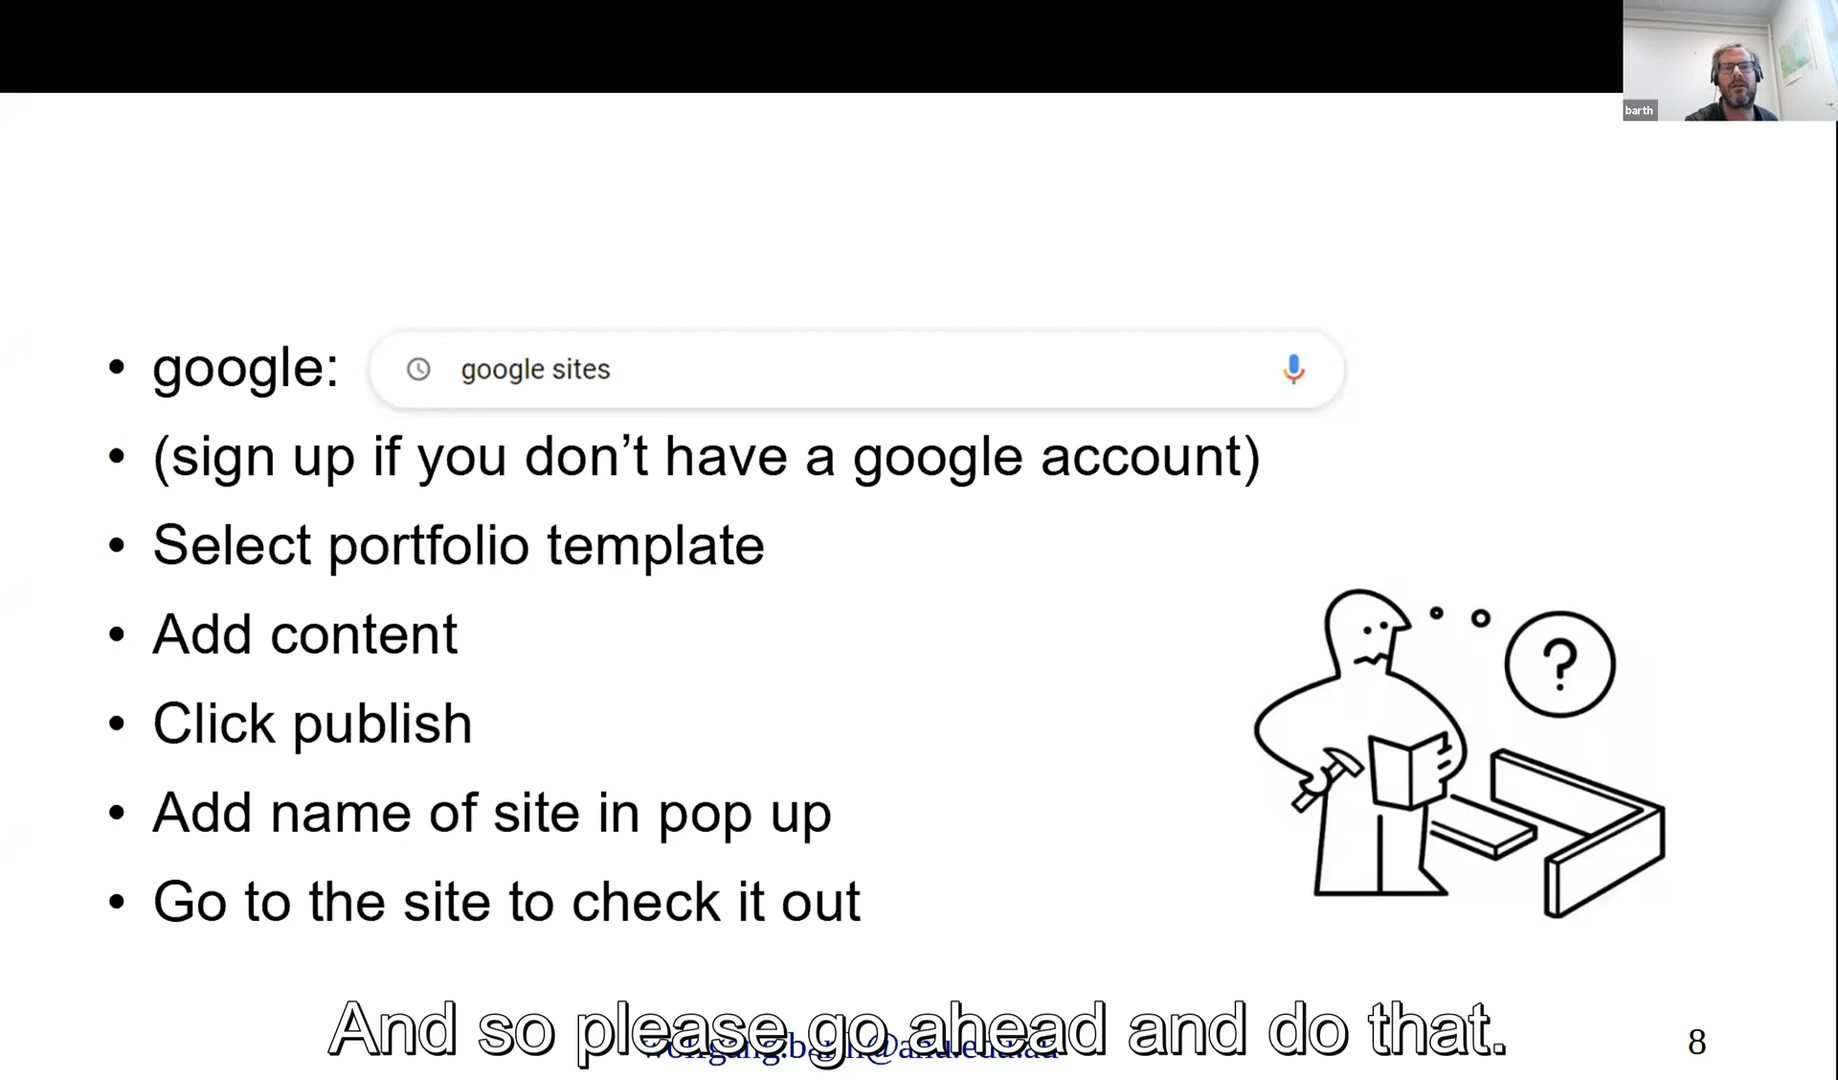 barth
• google: google sites
• (sign up if you don’t have a google account)
• Select portfolio template
• Add content
• Click publish
• Add name of site in pop up
• Go to the site to check it out
?
And so please go ahead and do that.
8